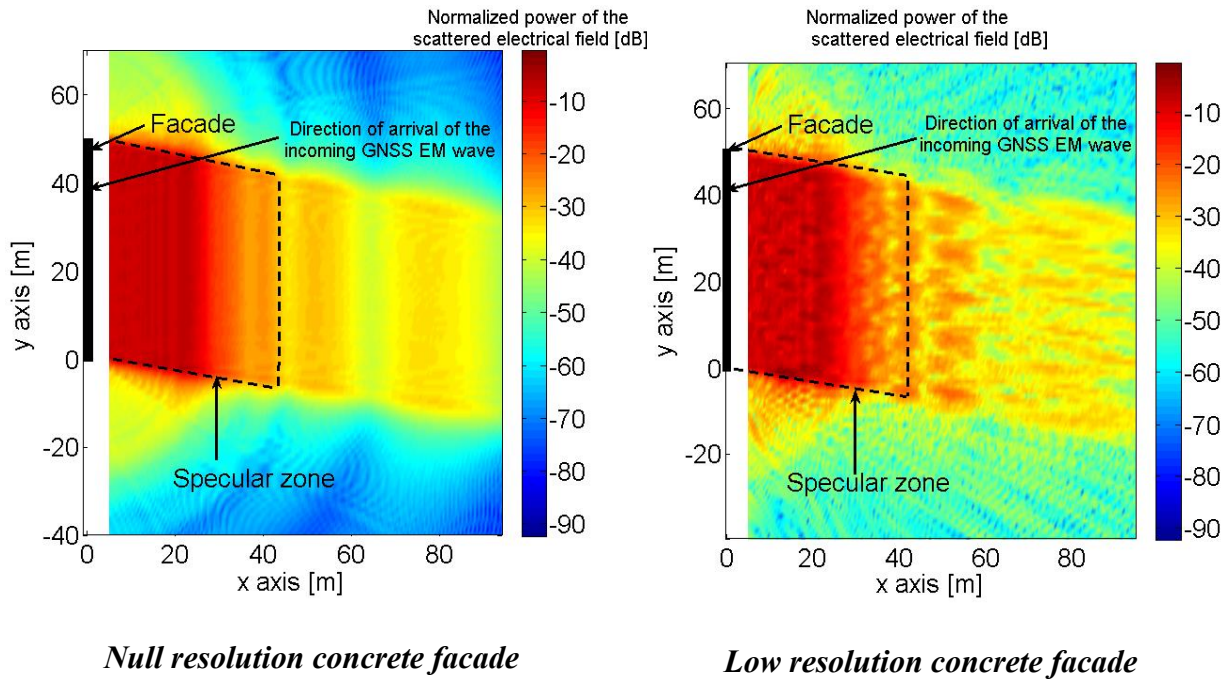 Normalized power of the
scattered electrical field [dB]
60
40
20
0
-20
-40
y axis [m]
0
20
40
60
80
x axis [m]
Facade
Direction of arrival of the
incoming GNSS EM wave
Specular zone
-10
-20
-30
-40
-50
-60
-70
-80
-90
Null resolution concrete facade
Normalized power of the
scattered electrical field [dB]
60
40
20
0
-20
y axis [m]
0
20
40
60
80
x axis [m]
Facade
Direction of arrival of the
incoming GNSS EM wave
Specular zone
-10
-20
-30
-40
-50
-60
-70
-80
-90
Low resolution concrete facade